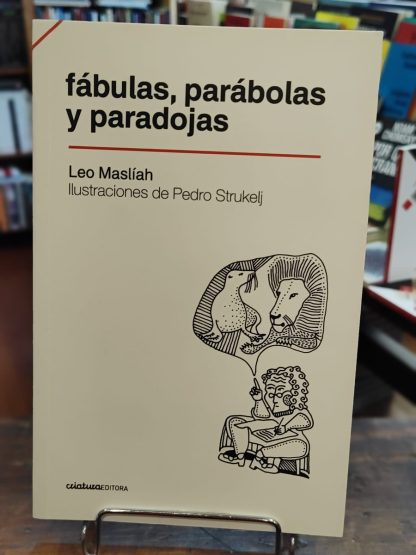 fábulas, parábolas
y paradojas
Leo Maslíah
Ilustraciones de Pedro Strukelj
criaturaEDITORA